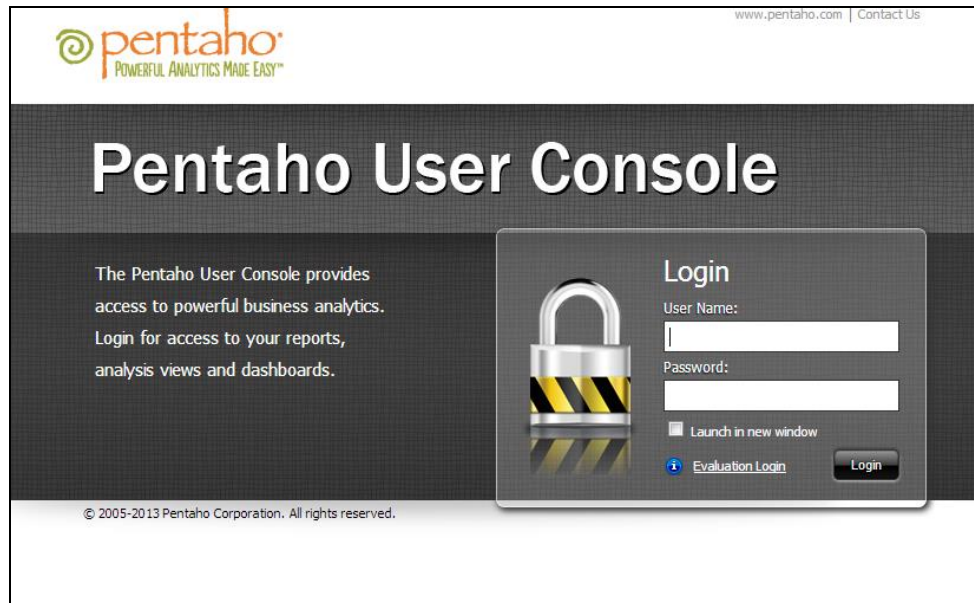 www.pentaho.com | Contact Us
pentaho
POWERFUL ANALYTICS MADE EASY™
Pentaho User Console
The Pentaho User Console provides
access to powerful business analytics.
Login for access to your reports,
analysis views and dashboards.
Login
User Name:
Password:
Launch in new window
Evaluation Login
Login
© 2005-2013 Pentaho Corporation. All rights reserved.